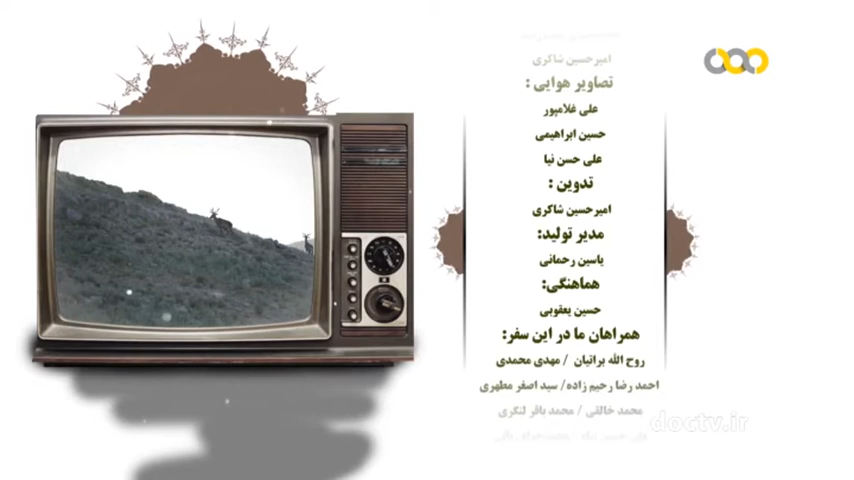 امیرحسین شاکری
تصاویر هوایی :
علی غلامپور
حسین ابراهیمی
علی حسن نیا
تدوین :
امیرحسین شاکری
مدیر تولید:
یاسین رحمانی
هماهنگی:
حسین یعقوبی
همراهان ما در این سفر:
روح الله براتیان / مهدی محمدی
احمد رضا رحیم زاده/ سید اصغر مطهری
محمد خالقی / محمد باقر لنگری
doctv.ir